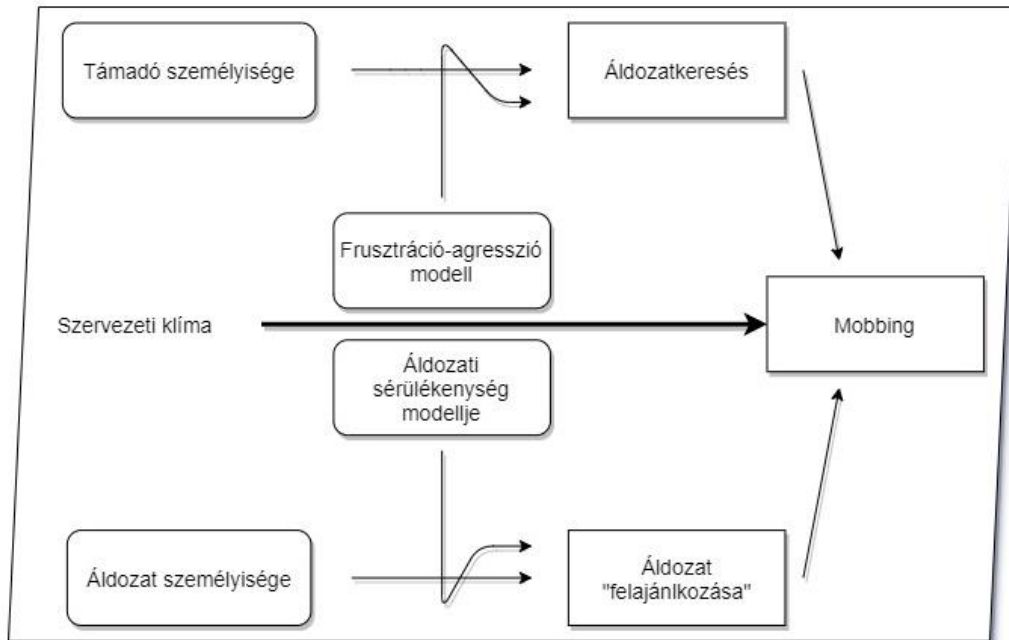 Támadó személyisége
Áldozatkeresés
Frusztráció-agresszió
modell
Szervezeti klíma
Mobbing
Áldozati
sérülékenység
modellje
Áldozat személyisége
Áldozat
"felajánlkozása"